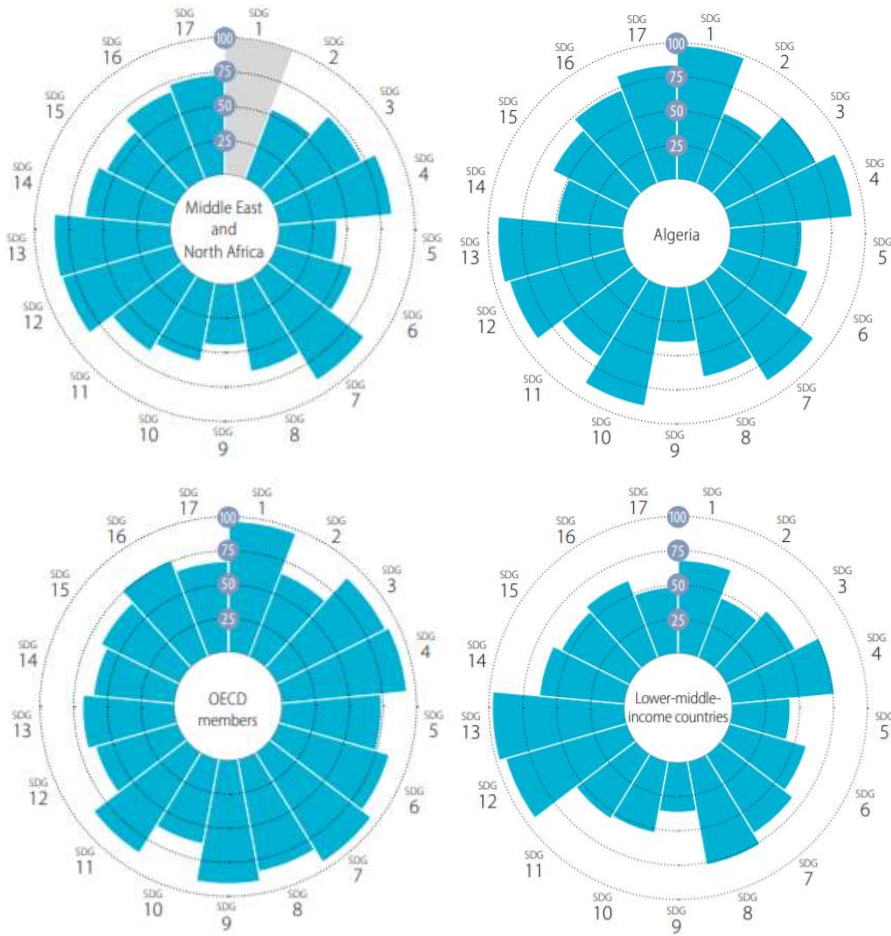 SDG
1
SDG
2
SDG
3
SDG
4
SDG
5
SDG
6
SDG
7
SDG
8
SDG
9
SDG
10
SDG
11
SDG
12
SDG
13
SDG
14
SDG
15
SDG
16
SDG
17
100
75
50
25
Middle East
and
North Africa
SDG
1
SDG
2
SDG
3
SDG
4
SDG
5
SDG
6
SDG
7
SDG
8
SDG
9
SDG
10
SDG
11
SDG
12
SDG
13
SDG
14
SDG
15
SDG
16
SDG
17
100
75
50
25
Algeria
SDG
1
SDG
2
SDG
3
SDG
4
SDG
5
SDG
6
SDG
7
SDG
8
SDG
9
SDG
10
SDG
11
SDG
12
SDG
13
SDG
14
SDG
15
SDG
16
SDG
17
100
75
50
25
OECD
members
SDG
1
SDG
2
SDG
3
SDG
4
SDG
5
SDG
6
SDG
7
SDG
8
SDG
9
SDG
10
SDG
11
SDG
12
SDG
13
SDG
14
SDG
15
SDG
16
SDG
17
100
75
50
25
Lower-middle-
income countries